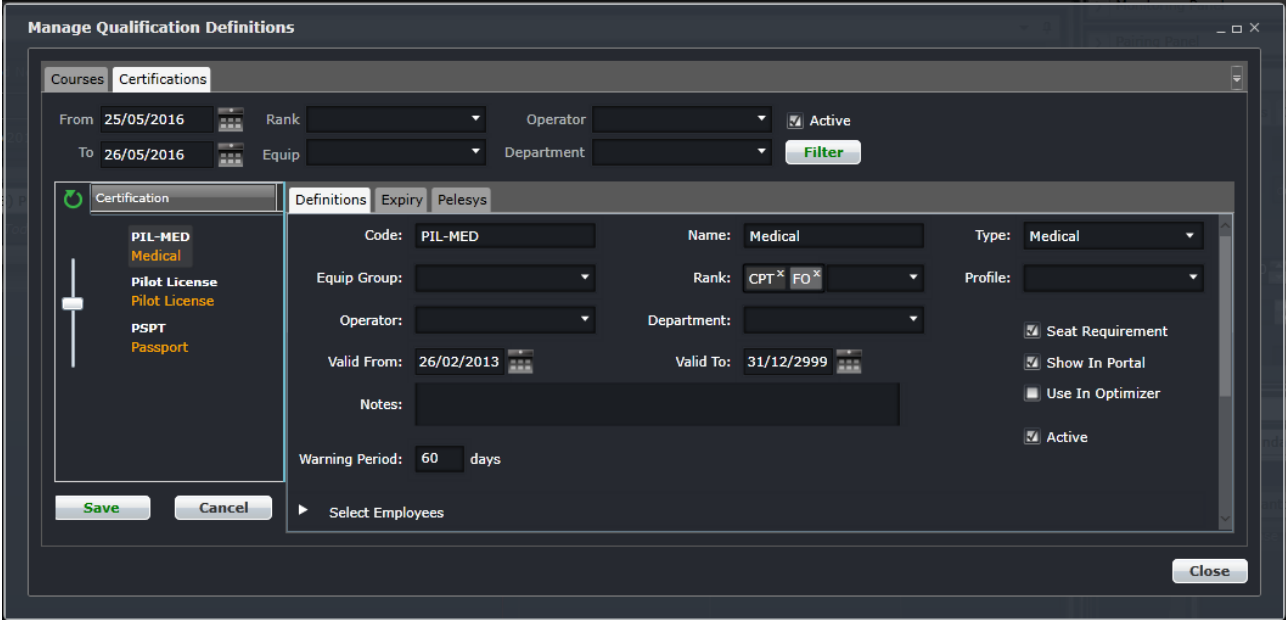 Manage Qualification Definitions
Courses Certifications
From 25/05/2016 Rank Operator Active
To 26/05/2016 Equip Department Filter
Certification
PIL-MED
Medical
Pilot License
Pilot License
PSPT
Passport
Save Cancel
Definitions Expiry Pelesys
Code: PIL-MED Name: Medical Type: Medical
Equip Group: Rank: CPT x FO x Profile:
Operator: Department:
Seat Requirement
Valid From: 26/02/2013 Valid To: 31/12/2999 Show In Portal
Use In Optimizer
Notes:
Active
Warning Period: 60 days
Select Employees
Close